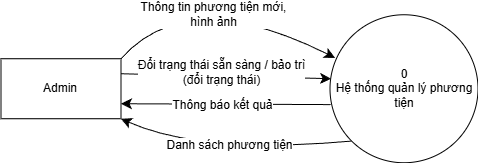 Thông tin phương tiện mới,
hình ảnh
Đổi trạng thái sẵn sàng / bảo trì
(đổi trạng thái)
Admin
0
Hệ thống quản lý phương
tiện
Thông báo kết quả
Danh sách phương tiện